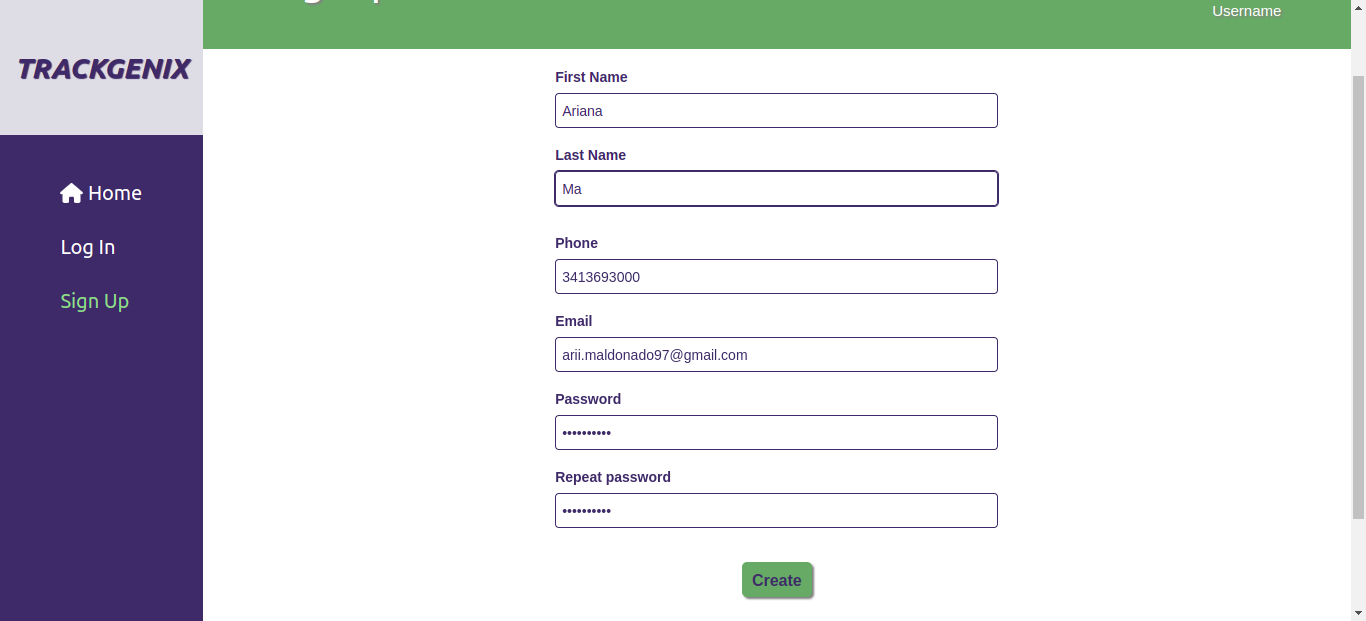 Username
TRACKGENIX
Home
Log In
Sign Up
First Name
Ariana
Last Name
Ma
Phone
3413693000
Email
arii.maldonado97@gmail.com
Password
••••••••••
Repeat password
••••••••••
Create